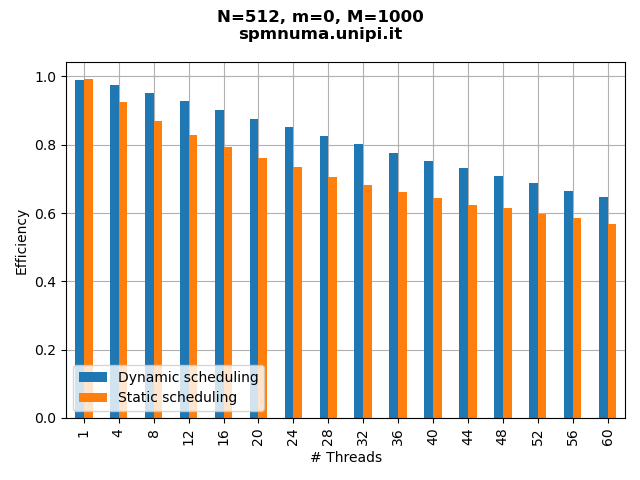 N=512, m=0, M=1000
spmnuma.unipi.it
Efficiency
1.0
0.8
0.6
0.4
0.2
0.0
Dynamic scheduling
Static scheduling
1 4 8 12 16 20 24 28 32 36 40 44 48 52 56 60
# Threads